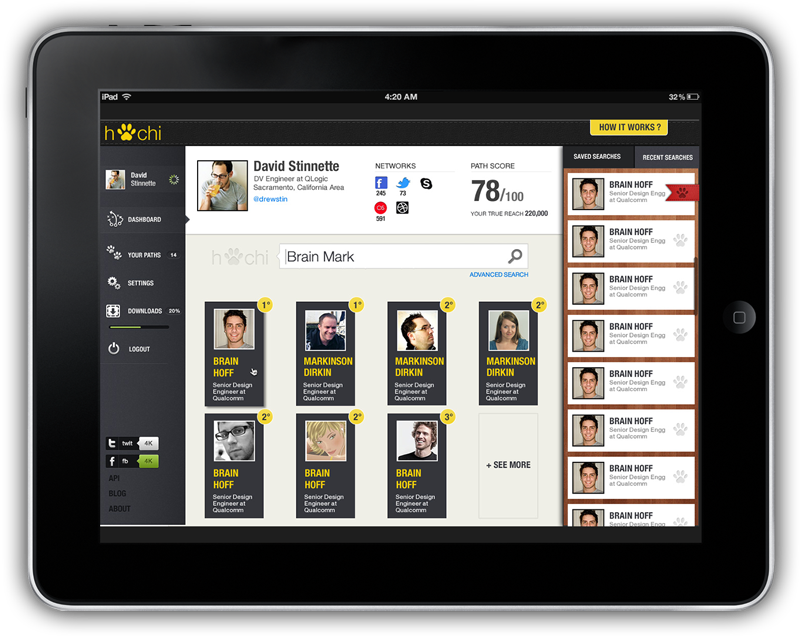 iPad
4:20 AM
32 %
h chi
HOW IT WORKS ?
David
Stinnette
DASHBOARD
YOUR PATHS 14
SETTINGS
DOWNLOADS 20%
LOGOUT
twit 4K
fb 4K
API
BLOG
ABOUT
David Stinnette
DV Engineer at QLogic
Sacramento, California Area
@drewstin
NETWORKS
245
73
591
PATH SCORE
78/100
YOUR TRUE REACH 220,000
h chi
Brain Mark
ADVANCED SEARCH
1°
BRAIN
HOFF
Senior Design
Engineer at
Qualcomm
1°
MARKINSON
DIRKIN
Senior Design
Engineer at
Qualcomm
2°
MARKINSON
DIRKIN
Senior Design
Engineer at
Qualcomm
2°
MARKINSON
DIRKIN
Senior Design
Engineer at
Qualcomm
2°
BRAIN
HOFF
Senior Design
Engineer at
Qualcomm
2°
BRAIN
HOFF
Senior Design
Engineer at
Qualcomm
3°
BRAIN
HOFF
Senior Design
Engineer at
Qualcomm
+ SEE MORE
SAVED SEARCHES
RECENT SEARCHES
BRAIN HOFF
Senior Design Engg
at Qualcomm
BRAIN HOFF
Senior Design Engg
at Qualcomm
BRAIN HOFF
Senior Design Engg
at Qualcomm
BRAIN HOFF
Senior Design Engg
at Qualcomm
BRAIN HOFF
Senior Design Engg
at Qualcomm
BRAIN HOFF
Senior Design Engg
at Qualcomm
BRAIN HOFF
Senior Design Engg
at Qualcomm
BRAIN HOFF
Senior Design Engg